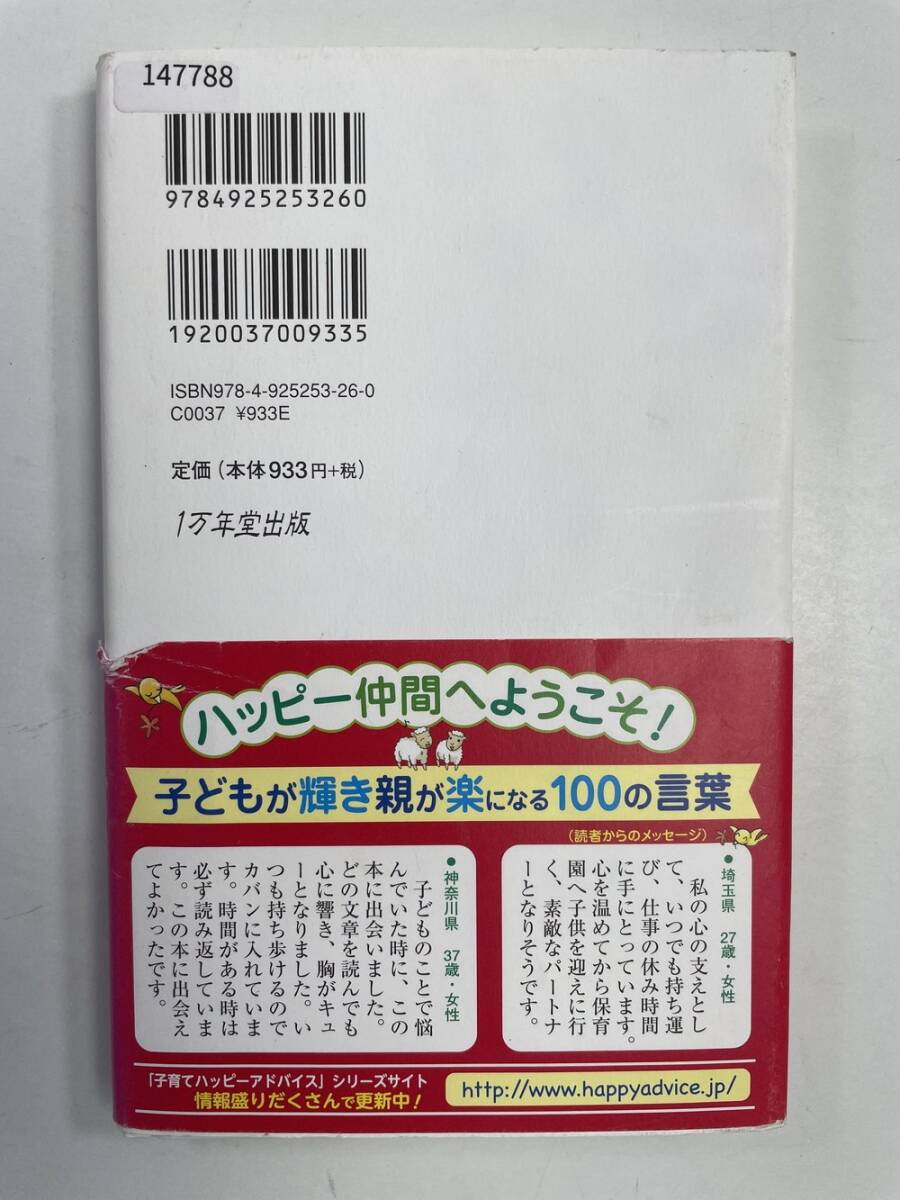 147788
9784925253260
1920037009335
ISBN978-4-925253-26-0
C0037 ¥933E
定価（本体933円+税）
1万年堂出版
ハッピー仲間へようこそ！
子どもが輝き親が楽になる100の言葉
（読者からのメッセージ）
●埼玉県 27歳・女性
私の心の支えとし
て、いつでも持ち運
び、仕事の休み時間
に手にとっています。
心を温めてから保育
園へ子供を迎えに行
く、素敵なパートナ
ーとなりそうです。
●神奈川県 37歳・女性
子どものことで悩
んでいた時に、この
本に出会いました。
どの文章を読んでも
心に響き、胸がキュ
ーとなりました。い
つも持ち歩けるので
カバンに入れていま
す。時間がある時は
必ず読み返していま
す。この本に出会え
てよかったです。
「子育てハッピーアドバイス」シリーズサイト
情報盛りだくさんで更新中！
http://www.happyadvice.jp/